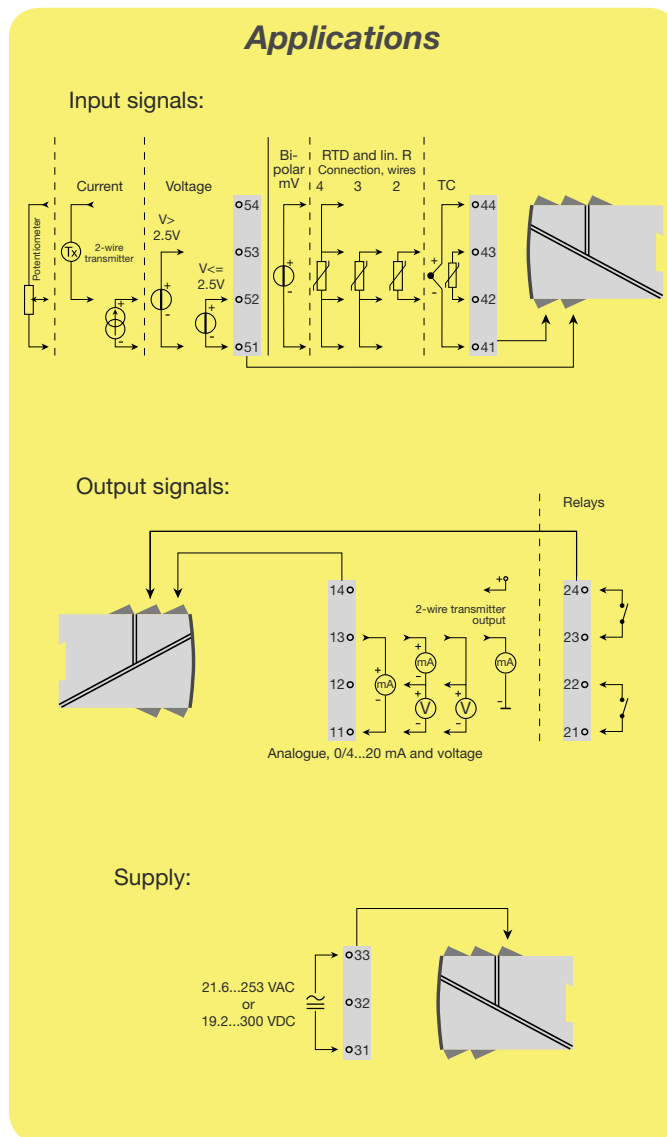 Applications
Input signals:
Potentiometer
Current
Tx
2-wire
transmitter
+
-
Voltage
V>
2.5V
+
-
V<=
2.5V
+
-
54
53
52
51
Bi-
polar
mV
+
-
RTD and lin. R
Connection, wires
4 3 2
TC
+
-
44
43
42
41
Output signals:
14
13
12
11
+
mA
-
+
mA
-
+
V
-
+
V
-
+
2-wire transmitter
output
mA
-
Analogue, 0/4...20 mA and voltage
Relays
24
23
22
21
Supply:
21.6...253 VAC
or
19.2...300 VDC
33
32
31